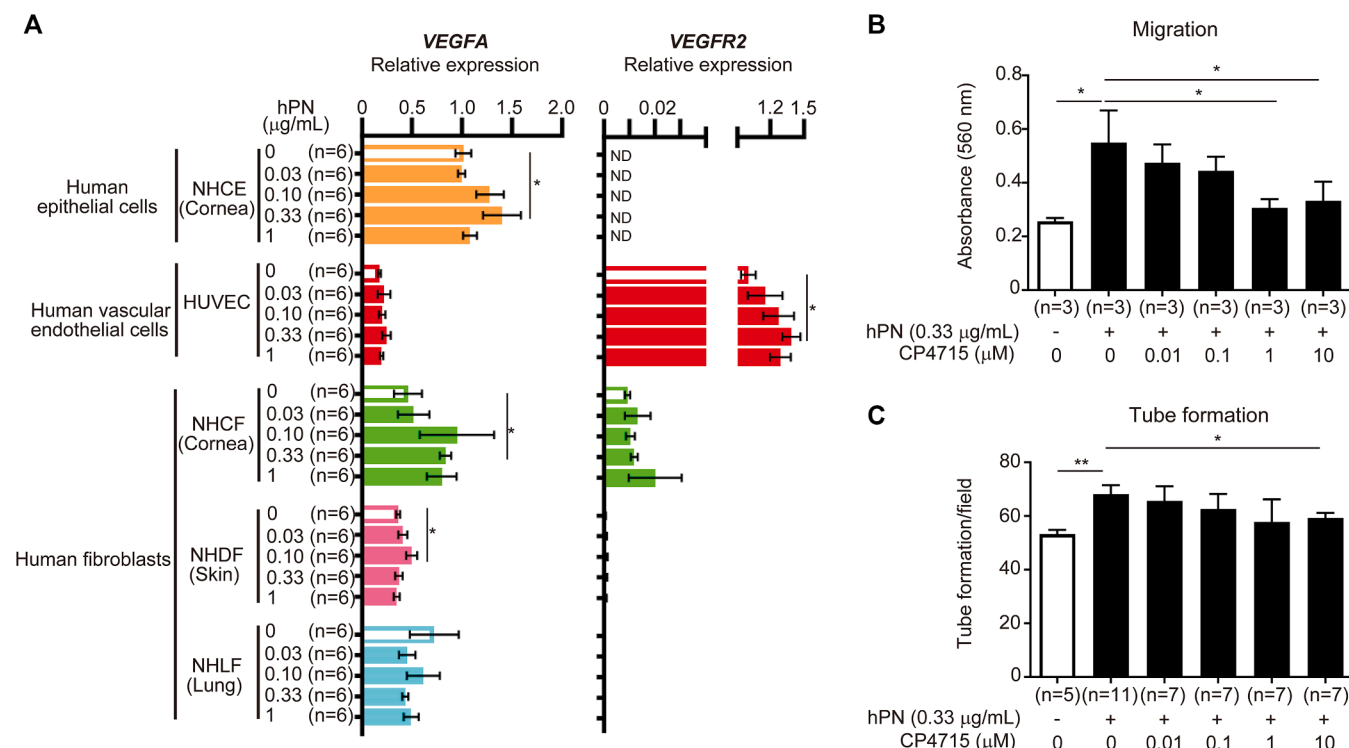 A
VEGFA
Relative expression
VEGFR2
Relative expression
hPN
(μg/mL)
0 0.5 1.0 1.5 2.0
0 0.02 1.2 1.5
Human
epithelial cells
NHCE
(Cornea)
0 (n=6) ND
0.03 (n=6) ND
0.10 (n=6) ND
0.33 (n=6) ND
1 (n=6) ND
*
Human vascular
endothelial cells
HUVEC
0 (n=6)
0.03 (n=6)
0.10 (n=6)
0.33 (n=6)
1 (n=6)
*
Human fibroblasts
NHCF
(Cornea)
0 (n=6)
0.03 (n=6)
0.10 (n=6)
0.33 (n=6)
1 (n=6)
*
NHDF
(Skin)
0 (n=6)
0.03 (n=6)
0.10 (n=6)
0.33 (n=6)
1 (n=6)
*
NHLF
(Lung)
0 (n=6)
0.03 (n=6)
0.10 (n=6)
0.33 (n=6)
1 (n=6)
B
Migration
Absorbance (560 nm)
0.8
0.6
0.4
0.2
0
*
*
*
(n=3) (n=3) (n=3) (n=3) (n=3) (n=3)
hPN (0.33 μg/mL) - + + + + +
CP4715 (μM) 0 0 0.01 0.1 1 10
C
Tube formation
Tube formation/field
80
60
40
20
0
**
*
(n=5) (n=11) (n=7) (n=7) (n=7) (n=7)
hPN (0.33 μg/mL) - + + + + +
CP4715 (μM) 0 0 0.01 0.1 1 10